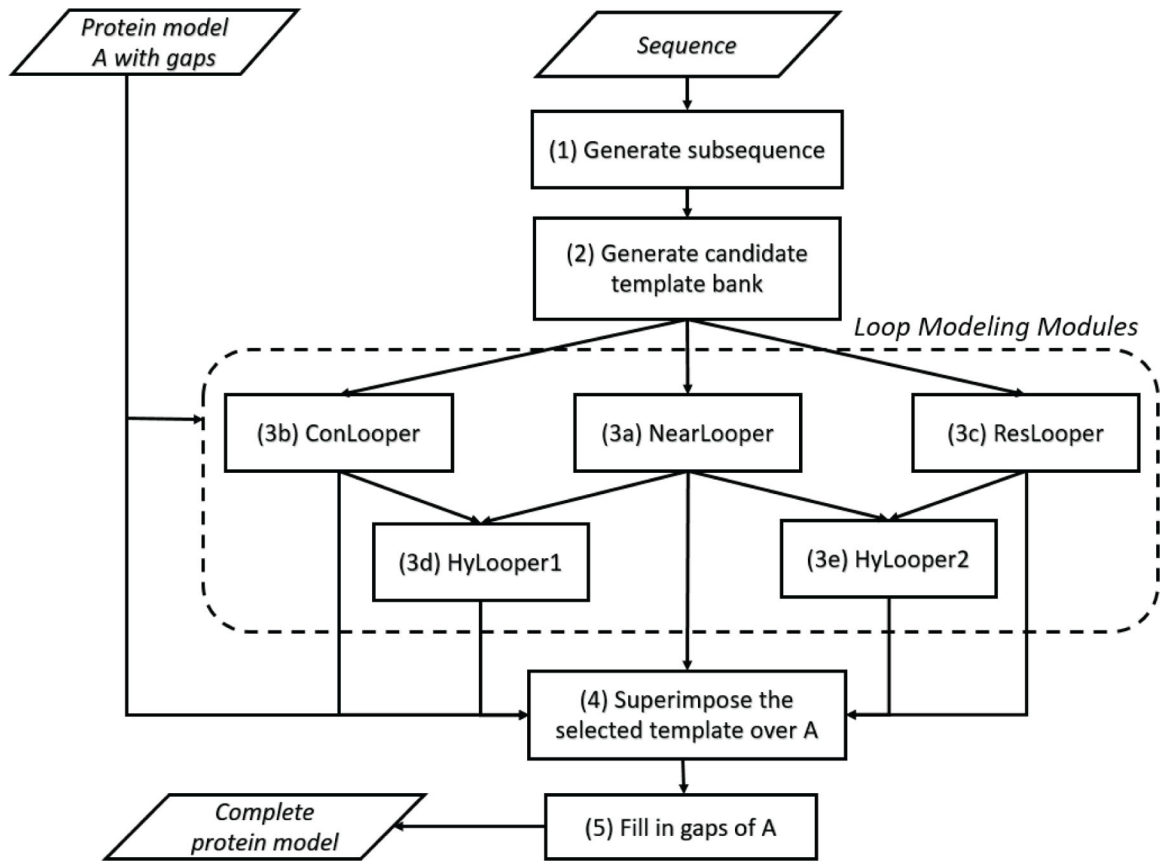 Protein model
A with gaps
Sequence
(1) Generate subsequence
(2) Generate candidate
template bank
Loop Modeling Modules
(3b) ConLooper
(3a) NearLooper
(3c) ResLooper
(3d) HyLooper1
(3e) HyLooper2
(4) Superimpose the
selected template over A
Complete
protein model
(5) Fill in gaps of A